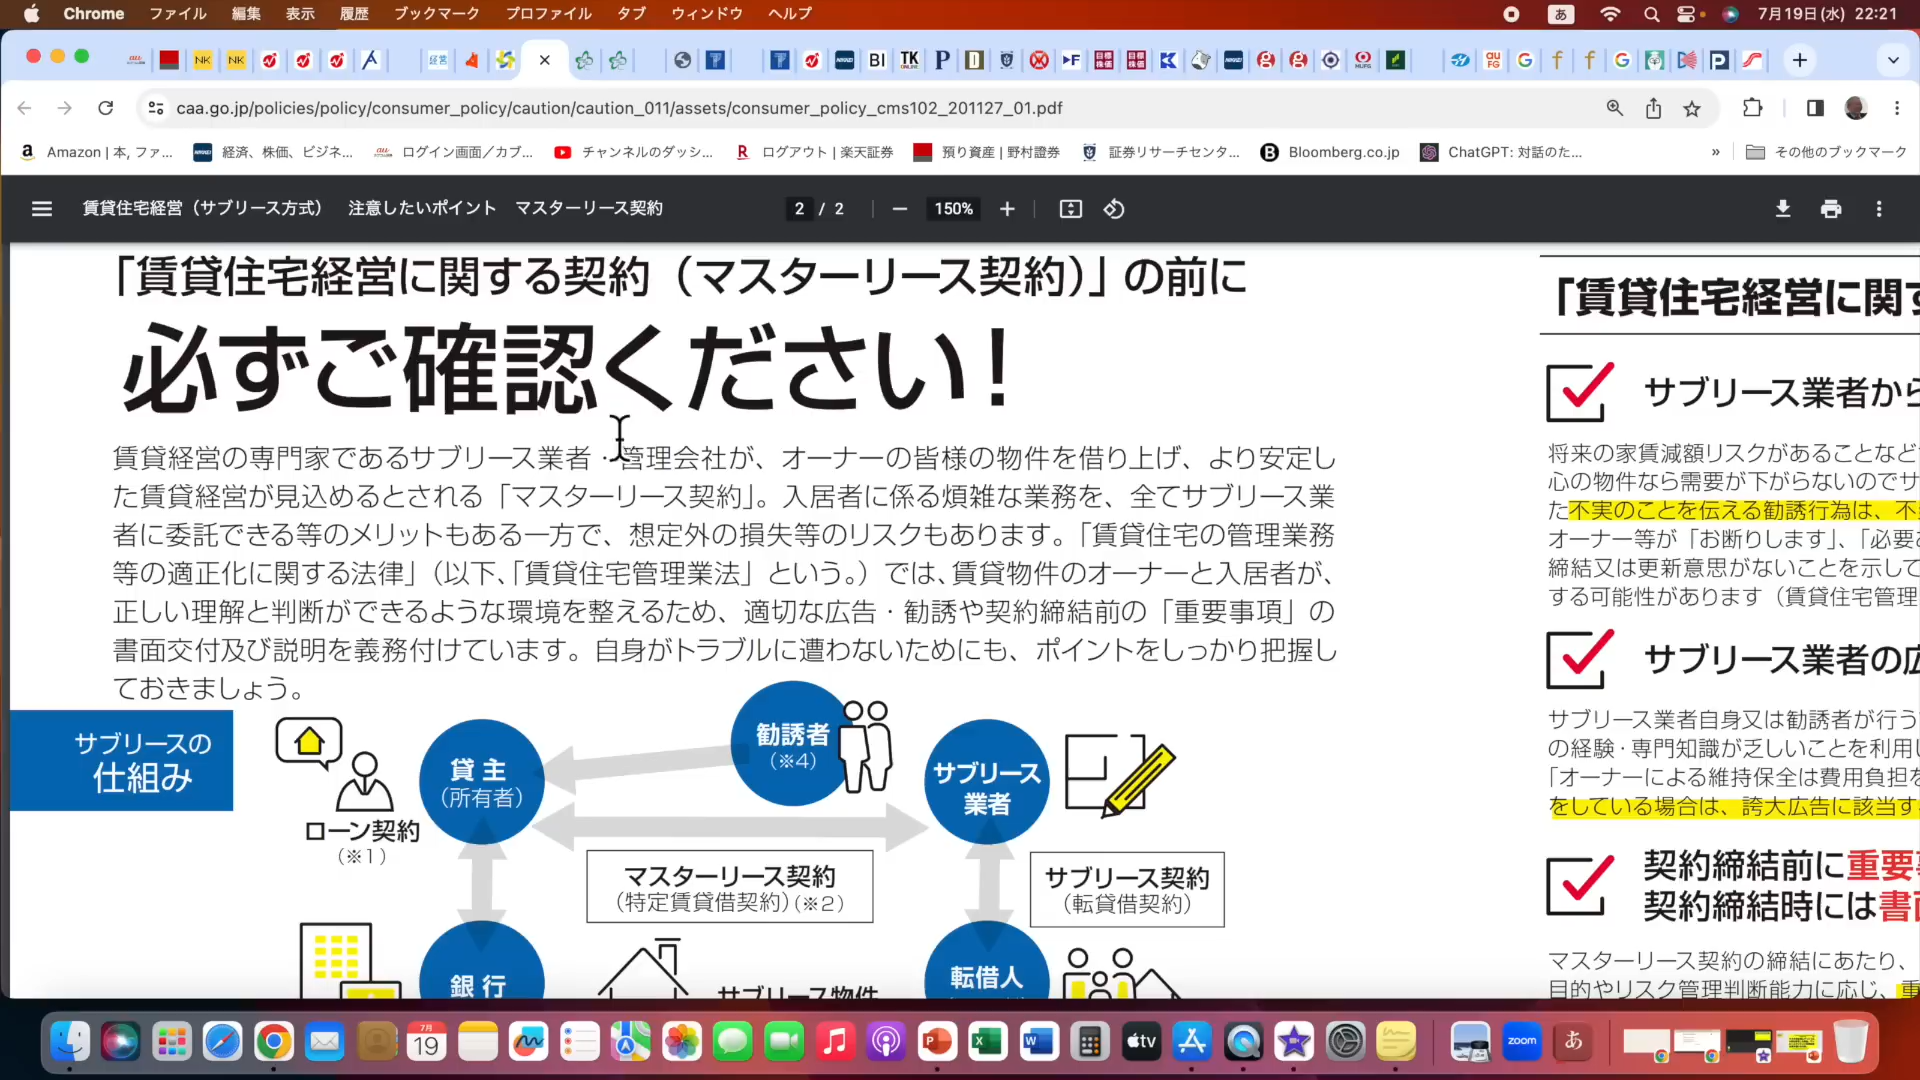 Chrome ファイル 編集 表示 履歴 ブックマーク プロファイル タブ ウィンドウ ヘルプ
あ 7月19日(水) 22:21
caa.go.jp/policies/policy/consumer_policy/caution/caution_011/assets/consumer_policy_cms102_201127_01.pdf
Amazon | 本, ファ... 経済、株価、ビジネ... ログイン画面／カブ... チャンネルのダッシ... ログアウト | 楽天証券 預り資産 | 野村證券 証券リサーチセンタ... Bloomberg.co.jp ChatGPT: 対話のた... » その他のブックマーク
賃貸住宅経営（サブリース方式） 注意したいポイント マスターリース契約 2 / 2 150%
「賃貸住宅経営に関する契約（マスターリース契約）」の前に
必ずご確認ください！
賃貸経営の専門家であるサブリース業者・管理会社が、オーナーの皆様の物件を借り上げ、より安定し
た賃貸経営が見込めるとされる「マスターリース契約」。入居者に係る煩雑な業務を、全てサブリース業
者に委託できる等のメリットもある一方で、想定外の損失等のリスクもあります。「賃貸住宅の管理業務
等の適正化に関する法律」（以下、「賃貸住宅管理業法」という。）では、賃貸物件のオーナーと入居者が、
正しい理解と判断ができるような環境を整えるため、適切な広告・勧誘や契約締結前の「重要事項」の
書面交付及び説明を義務付けています。自身がトラブルに遭わないためにも、ポイントをしっかり把握し
ておきましょう。
サブリースの
仕組み
ローン契約
（※1）
貸主
（所有者）
勧誘者
（※4）
サブリース
業者
マスターリース契約
（特定賃貸借契約）（※2）
サブリース契約
（転貸借契約）
銀行
サブリース物件
転借人
「賃貸住宅経営に関す
サブリース業者から
将来の家賃減額リスクがあることなど
心の物件なら需要が下がらないのでサ
た不実のことを伝える勧誘行為は、不
オーナー等が「お断りします」、「必要
締結又は更新意思がないことを示して
する可能性があります（賃貸住宅管理
サブリース業者の広
サブリース業者自身又は勧誘者が行う
の経験・専門知識が乏しいことを利用し
「オーナーによる維持保全は費用負担を
をしている場合は、誇大広告に該当す
契約締結前に重要
契約締結時には書面
マスターリース契約の締結にあたり、
目的やリスク管理判断能力に応じ、重
7月
19
tv
zoom
あ